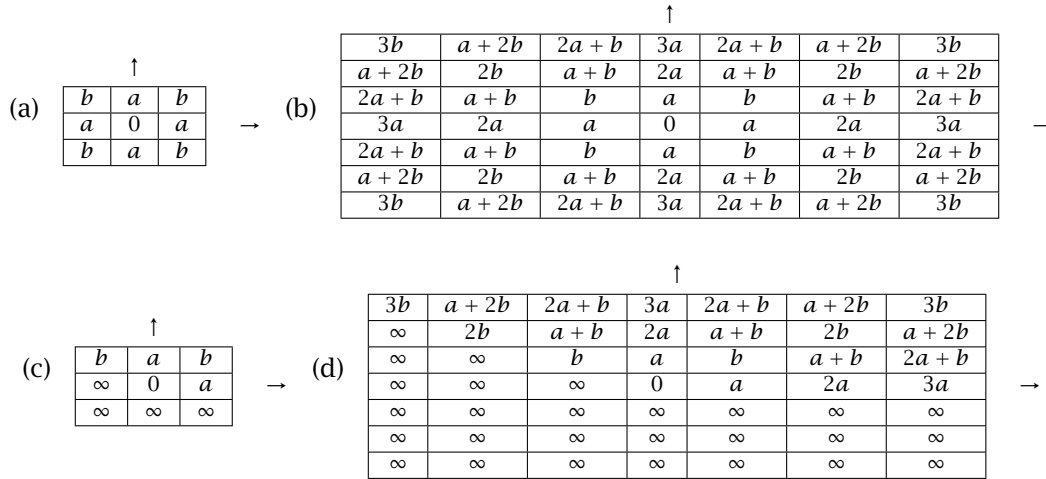 ↑
3b a + 2b 2a + b 3a 2a + b a + 2b 3b
↑ a + 2b 2b a + b 2a a + b 2b a + 2b
(a) b a b (b) 2a + b a + b b a b a + b 2a + b
a 0 a → 3a 2a a 0 a 2a 3a →
b a b 2a + b a + b b a b a + b 2a + b
a + 2b 2b a + b 2a a + b 2b a + 2b
3b a + 2b 2a + b 3a 2a + b a + 2b 3b
↑
3b a + 2b 2a + b 3a 2a + b a + 2b 3b
↑ ∞ 2b a + b 2a a + b 2b a + 2b
(c) b a b (d) ∞ ∞ b a b a + b 2a + b
∞ 0 a → ∞ ∞ ∞ 0 a 2a 3a →
∞ ∞ ∞ ∞ ∞ ∞ ∞ ∞ ∞ ∞
∞ ∞ ∞ ∞ ∞ ∞ ∞
∞ ∞ ∞ ∞ ∞ ∞ ∞